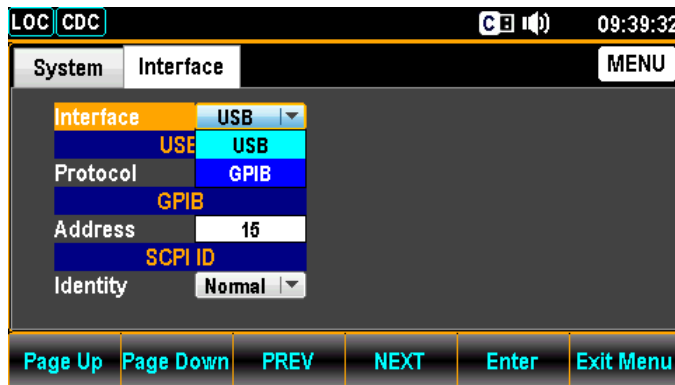 LOC CDC C 09:39:32
System Interface MENU
Interface USB
USB USB
Protocol GPIB
GPIB
Address 15
SCPI ID
Identity Normal
Page Up Page Down PREV NEXT Enter Exit Menu